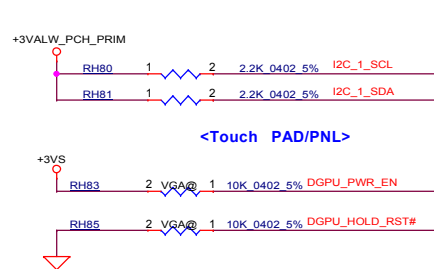 +3VALW_PCH_PRIM
RH80 1 2 2.2K_0402_5% I2C_1_SCL
RH81 1 2 2.2K_0402_5% I2C_1_SDA
<Touch PAD/PNL>
+3VS
RH83 2 VGA@ 1 10K_0402_5% DGPU_PWR_EN
RH85 2 VGA@ 1 10K_0402_5% DGPU_HOLD_RST#